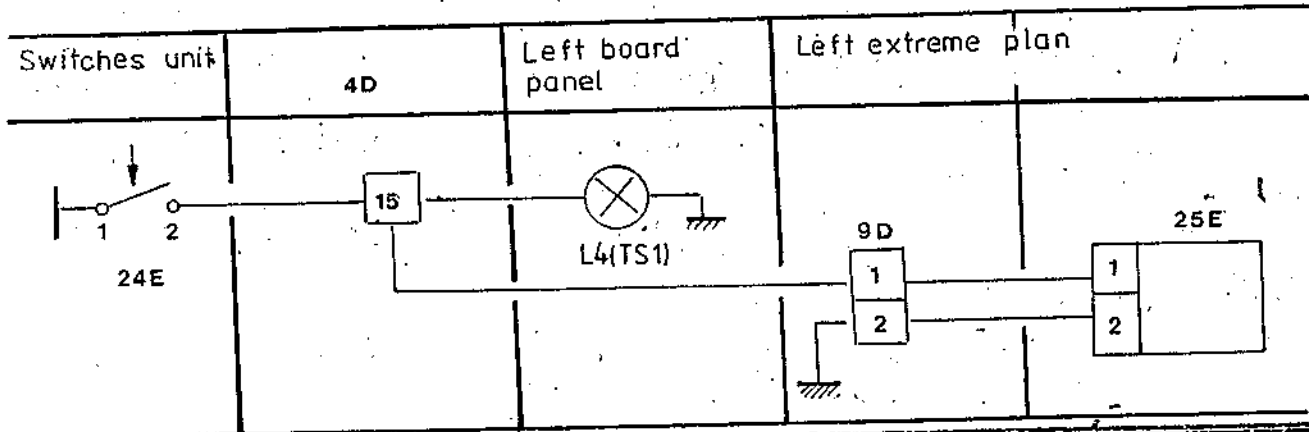 Switches unit
4D
Left board
panel
Left extreme plan
1
2
24E
15
L4(TS1)
9D
1
2
25E
1
2